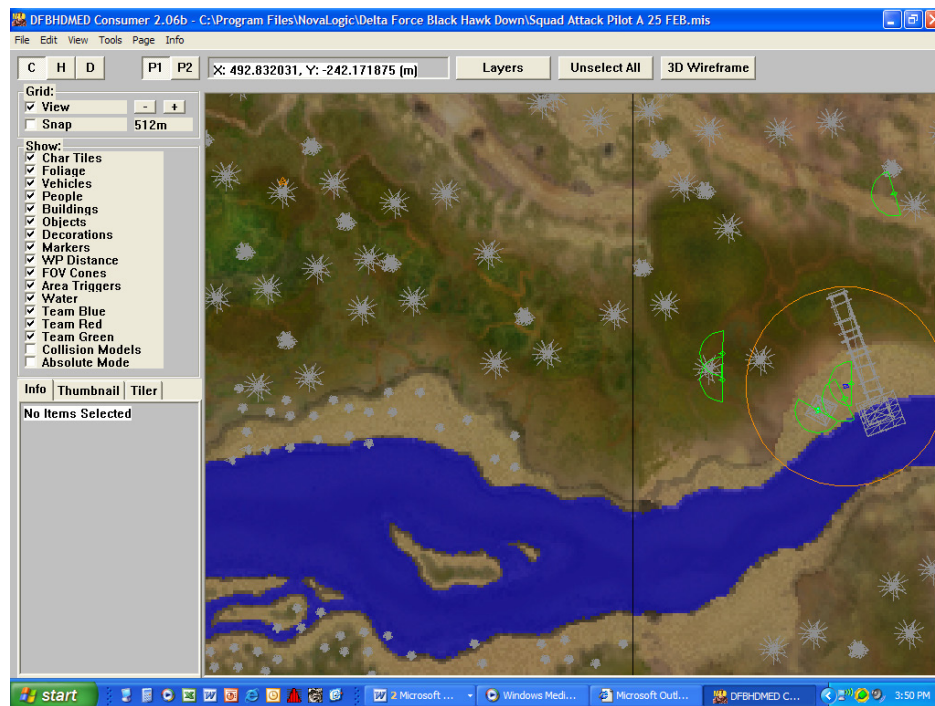 DFBHDMED Consumer 2.06b - C:\Program Files\NovaLogic\Delta Force Black Hawk Down\Squad Attack Pilot A 25 FEB.mis
File Edit View Tools Page Info
C H D P1 P2 X: 492.832031, Y: -242.171875 (m) Layers Unselect All 3D Wireframe
Grid:
View - +
Snap 512m
Show:
Char Tiles
Foliage
Vehicles
People
Buildings
Objects
Decorations
Markers
WP Distance
FOV Cones
Area Triggers
Water
Team Blue
Team Red
Team Green
Collision Models
Absolute Mode
Info Thumbnail Tiler
No Items Selected
start 2 Microsoft ... Windows Medi... Microsoft Outl... DFBHDMED C... 3:50 PM